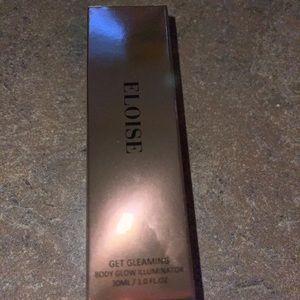 ELOISE
GET GLEAMING
BODY GLOW ILLUMINATOR
30ML / 1.0 FL.OZ